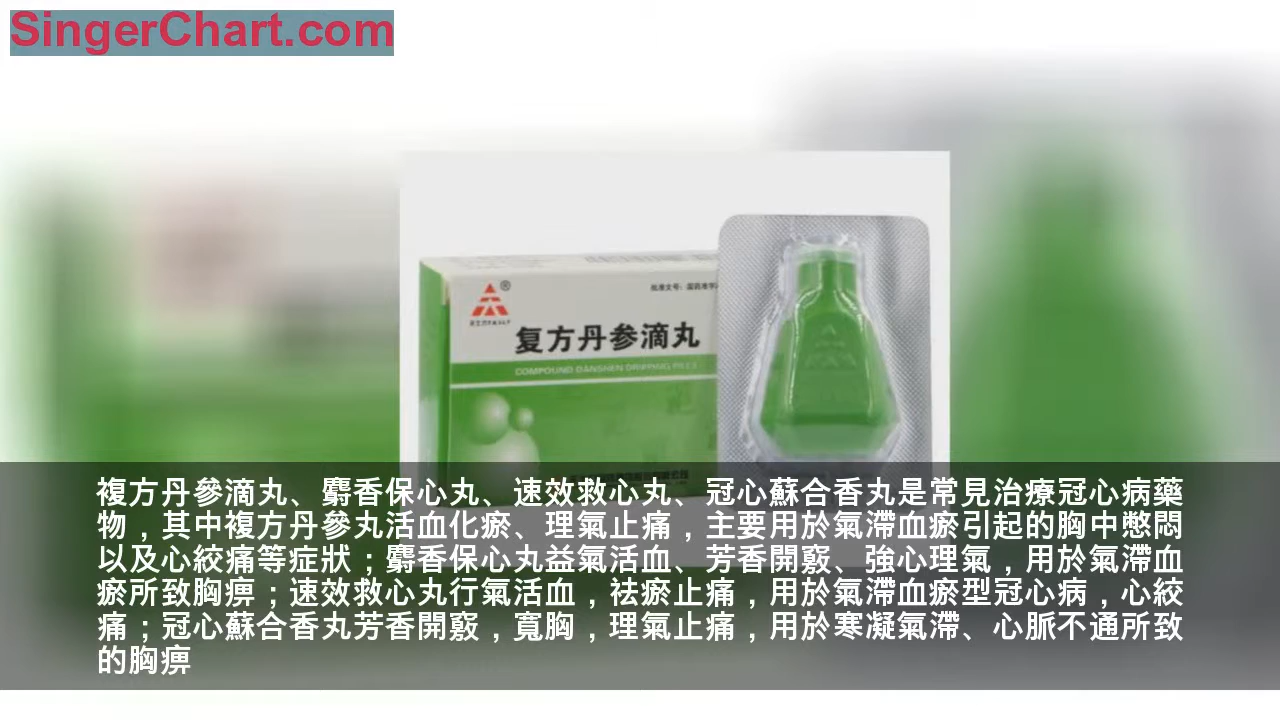 SingerChart.com
批准文号：国药准字
®
复方丹参滴丸
COMPOUND DANSHEN DRIPPING PILLS
複方丹參滴丸、麝香保心丸、速效救心丸、冠心蘇合香丸是常見治療冠心病藥
物，其中複方丹參丸活血化瘀、理氣止痛，主要用於氣滯血瘀引起的胸中憋悶
以及心絞痛等症狀；麝香保心丸益氣活血、芳香開竅、強心理氣，用於氣滯血
瘀所致胸痹；速效救心丸行氣活血，祛瘀止痛，用於氣滯血瘀型冠心病，心絞
痛；冠心蘇合香丸芳香開竅，寬胸，理氣止痛，用於寒凝氣滯、心脈不通所致
的胸痹